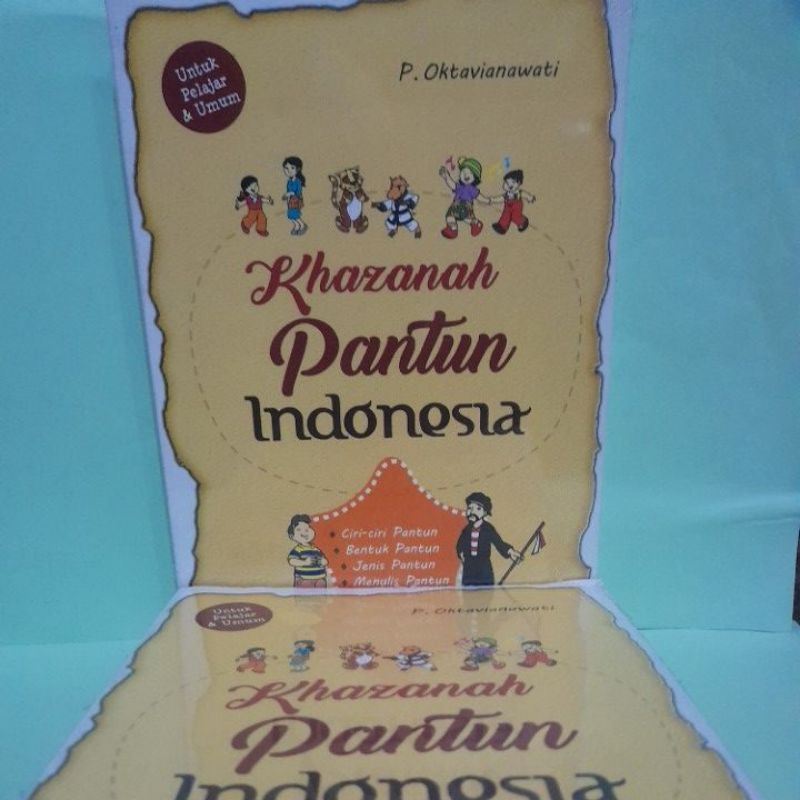 Untuk
Pelajar
& Umum
P. Oktavianawati
Khazanah
Pantun
Indonesia
• Ciri-ciri Pantun
• Bentuk Pantun
• Jenis Pantun
• Menulis Pantun
Untuk
Pelajar
& Umum
P. Oktavianawati
Khazanah
Pantun
Indonesia